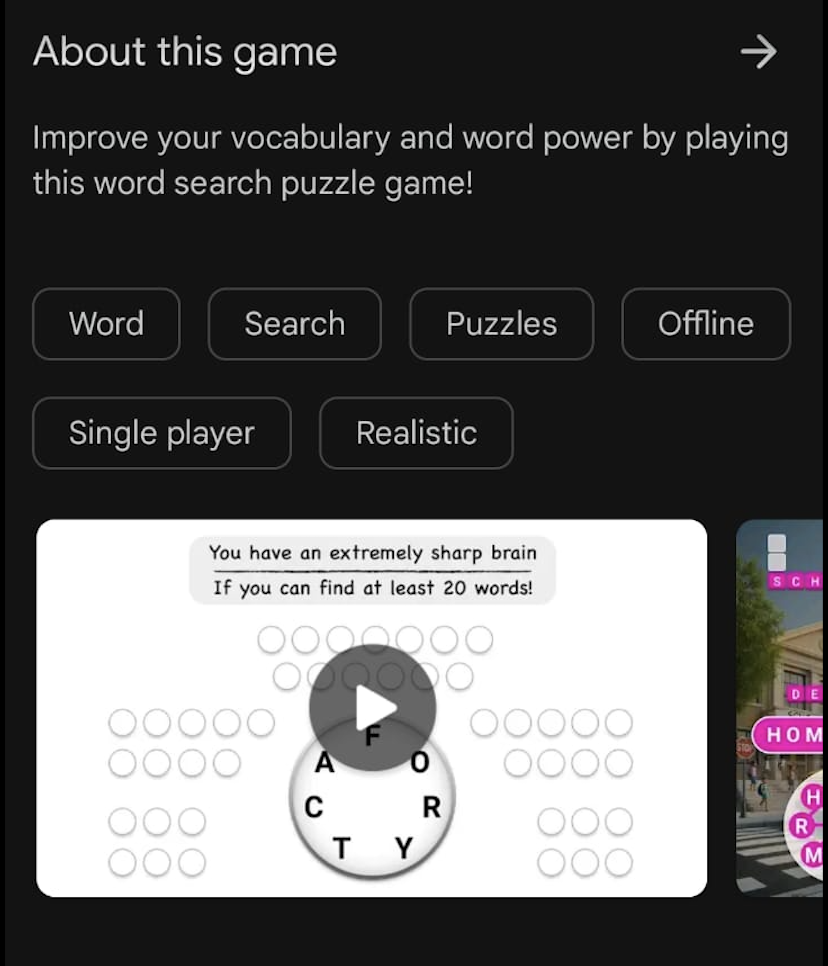 About this game
Improve your vocabulary and word power by playing
this word search puzzle game!
Word Search Puzzles Offline
Single player Realistic
You have an extremely sharp brain
If you can find at least 20 words!
F
A O
C R
T Y
S C H
D E
HOM
H
R
M
STOP